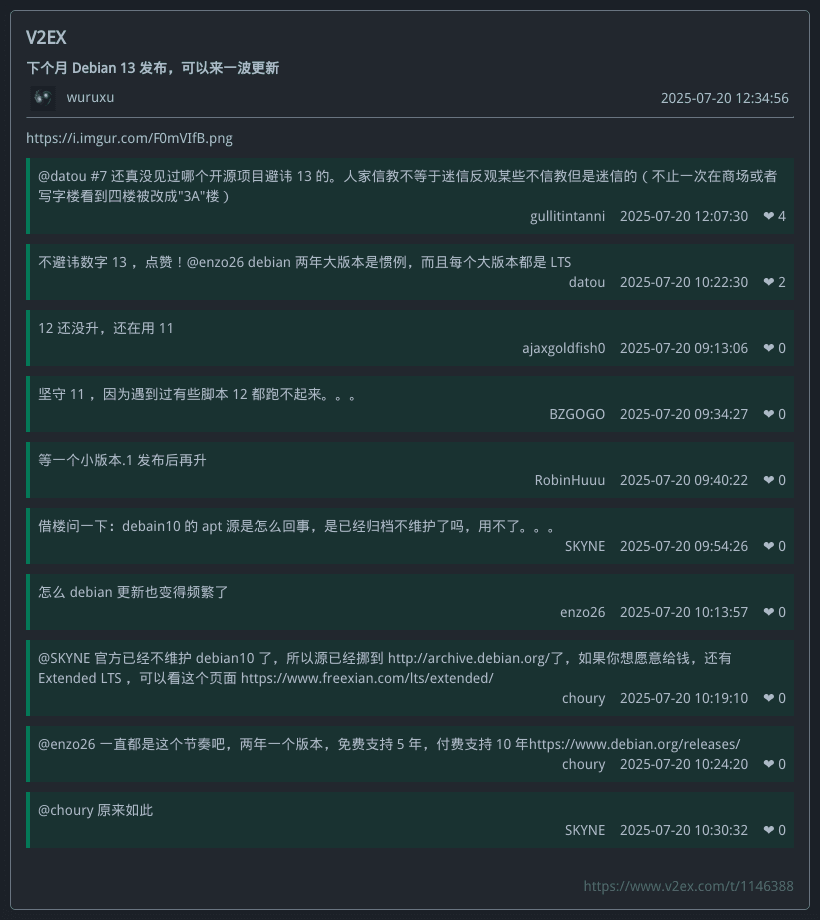 V2EX
下个月 Debian 13 发布，可以来一波更新
wuruxu 2025-07-20 12:34:56
https://i.imgur.com/F0mVIfB.png
@datou #7 还真没见过哪个开源项目避讳 13 的。人家信教不等于迷信反观某些不信教但是迷信的（不止一次在商场或者
写字楼看到四楼被改成"3A"楼）
gullitintanni 2025-07-20 12:07:30 ❤ 4
不避讳数字 13 ，点赞！@enzo26 debian 两年大版本是惯例，而且每个大版本都是 LTS
datou 2025-07-20 10:22:30 ❤ 2
12 还没升，还在用 11
ajaxgoldfish0 2025-07-20 09:13:06 ❤ 0
坚守 11 ，因为遇到过有些脚本 12 都跑不起来。。。
BZGOGO 2025-07-20 09:34:27 ❤ 0
等一个小版本.1 发布后再升
RobinHuuu 2025-07-20 09:40:22 ❤ 0
借楼问一下：debain10 的 apt 源是怎么回事，是已经归档不维护了吗，用不了。。。
SKYNE 2025-07-20 09:54:26 ❤ 0
怎么 debian 更新也变得频繁了
enzo26 2025-07-20 10:13:57 ❤ 0
@SKYNE 官方已经不维护 debian10 了，所以源已经挪到 http://archive.debian.org/了，如果你想愿意给钱，还有
Extended LTS ，可以看这个页面 https://www.freexian.com/lts/extended/
choury 2025-07-20 10:19:10 ❤ 0
@enzo26 一直都是这个节奏吧，两年一个版本，免费支持 5 年，付费支持 10 年https://www.debian.org/releases/
choury 2025-07-20 10:24:20 ❤ 0
@choury 原来如此
SKYNE 2025-07-20 10:30:32 ❤ 0
https://www.v2ex.com/t/1146388